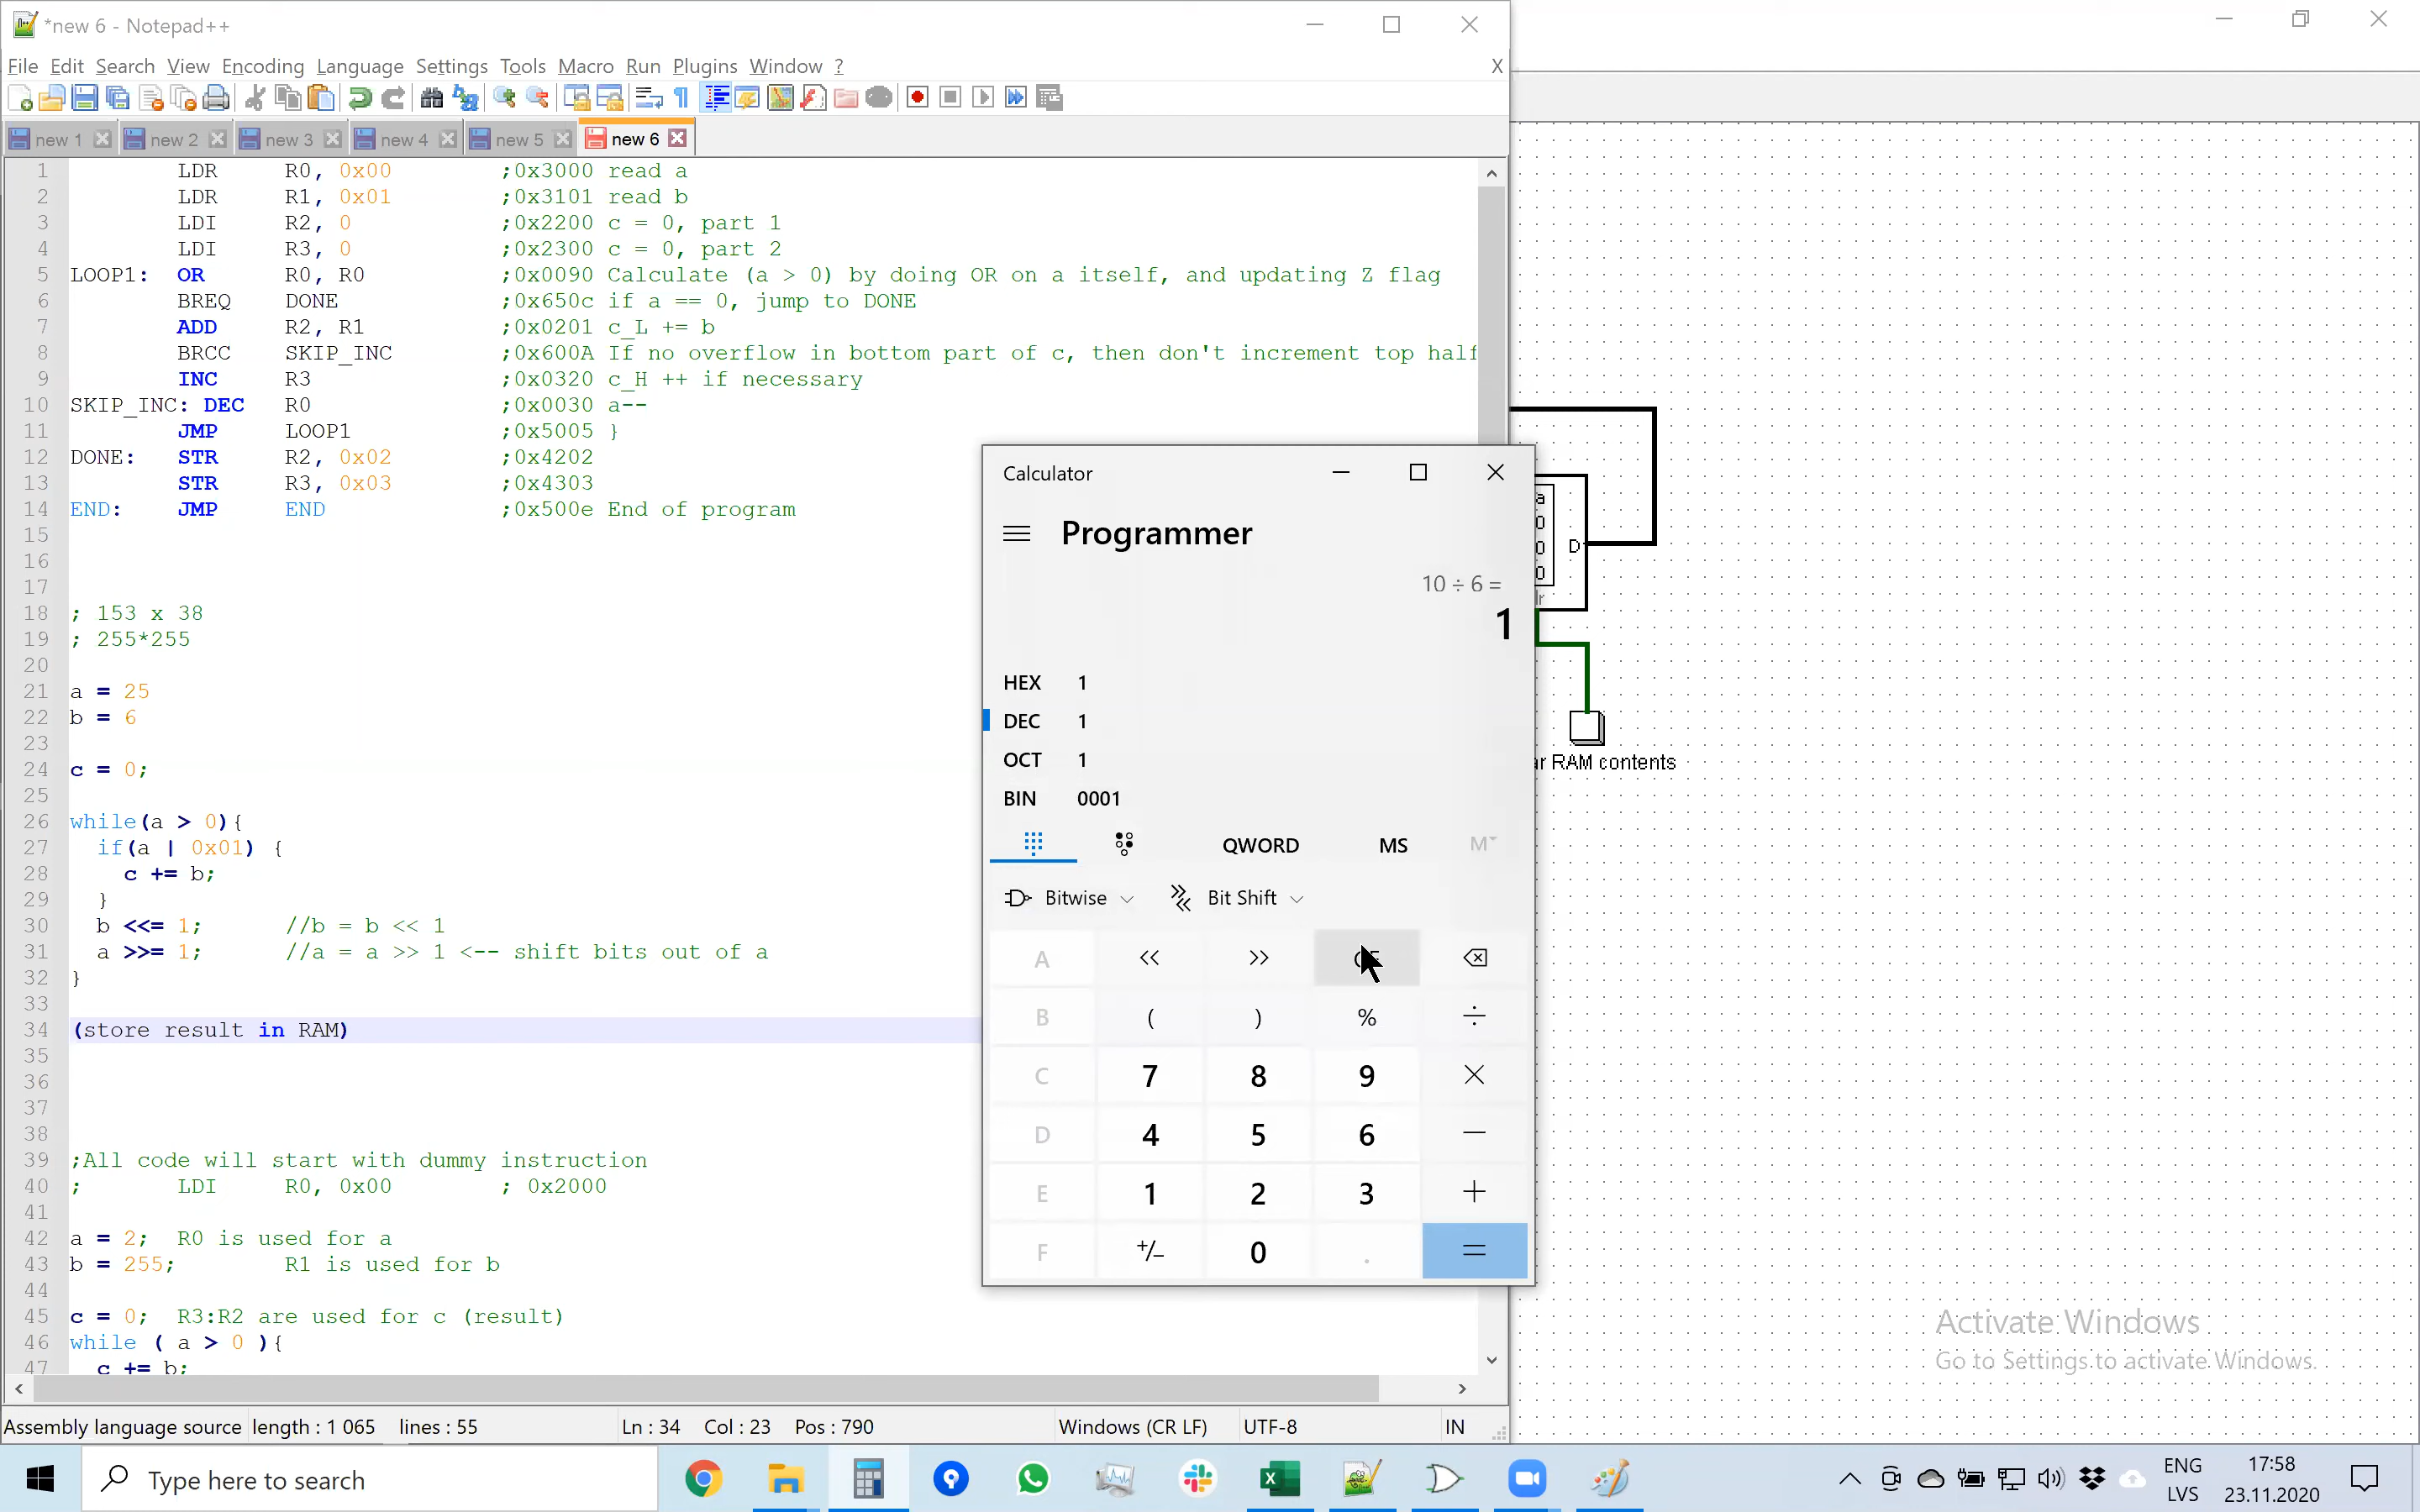 *new 6 - Notepad++
File Edit Search View Encoding Language Settings Tools Macro Run Plugins Window ? X
new 1 new 2 new 3 new 4 new 5 new 6
1 LDR R0, 0x00 ;0x3000 read a
2 LDR R1, 0x01 ;0x3101 read b
3 LDI R2, 0 ;0x2200 c = 0, part 1
4 LDI R3, 0 ;0x2300 c = 0, part 2
5 LOOP1: OR R0, R0 ;0x0090 Calculate (a > 0) by doing OR on a itself, and updating Z flag
6 BREQ DONE ;0x650c if a == 0, jump to DONE
7 ADD R2, R1 ;0x0201 c_L += b
8 BRCC SKIP_INC ;0x600A If no overflow in bottom part of c, then don't increment top half
9 INC R3 ;0x0320 c_H ++ if necessary
10 SKIP_INC: DEC R0 ;0x0030 a--
11 JMP LOOP1 ;0x5005 }
12 DONE: STR R2, 0x02 ;0x4202
13 STR R3, 0x03 ;0x4303
14 END: JMP END ;0x500e End of program
15
16
17
18 ; 153 x 38
19 ; 255*255
20
21 a = 25
22 b = 6
23
24 c = 0;
25
26 while(a > 0){
27 if(a | 0x01) {
28 c += b;
29 }
30 b <<= 1; //b = b << 1
31 a >>= 1; //a = a >> 1 <-- shift bits out of a
32 }
33
34 (store result in RAM)
35
36
37
38
39 ;All code will start with dummy instruction
40 ; LDI R0, 0x00 ; 0x2000
41
42 a = 2; R0 is used for a
43 b = 255; R1 is used for b
44
45 c = 0; R3:R2 are used for c (result)
46 while ( a > 0 ){
47 c += b;
Assembly language source length : 1 065 lines : 55 Ln : 34 Col : 23 Pos : 790 Windows (CR LF) UTF-8 IN
Calculator
Programmer
10 ÷ 6 =
1
HEX 1
DEC 1
OCT 1
BIN 0001
QWORD MS M
Bitwise Bit Shift
A << >>
B ( ) % ÷
C 7 8 9 ×
D 4 5 6 −
E 1 2 3 +
F +/− 0 . =
a
0
0 D
0
RAM contents
Activate Windows
Go to Settings to activate Windows.
Type here to search
ENG
LVS
17:58
23.11.2020